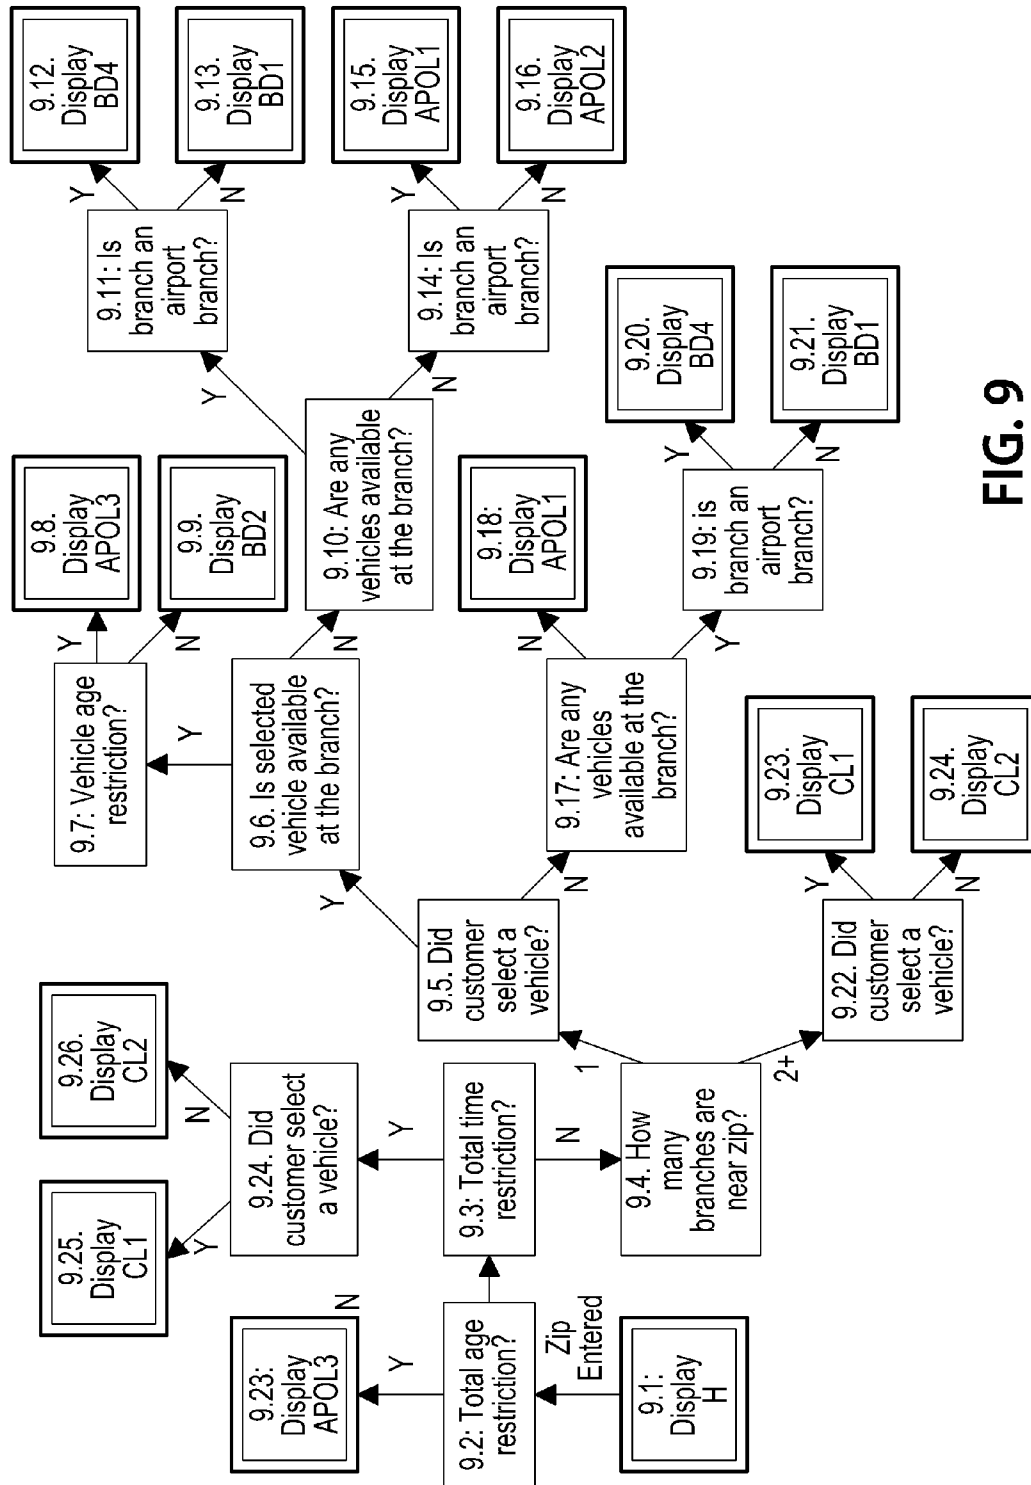 9.1:
Display
H
Zip
Entered
9.2: Total age
restriction?
Y
N
9.23:
Display
APOL3
9.3: Total time
restriction?
Y
N
9.24. Did
customer select
a vehicle?
Y
N
9.25.
Display
CL1
9.26.
Display
CL2
9.4. How
many
branches are
near zip?
1
2+
9.5. Did
customer
select a
vehicle?
Y
N
9.6. Is selected
vehicle available
at the branch?
Y
N
9.7: Vehicle age
restriction?
Y
N
9.8.
Display
APOL3
9.9.
Display
BD2
9.10: Are any
vehicles available
at the branch?
Y
N
9.11: Is
branch an
airport
branch?
Y
N
9.12.
Display
BD4
9.13.
Display
BD1
9.14: Is
branch an
airport
branch?
Y
N
9.15.
Display
APOL1
9.16.
Display
APOL2
9.17: Are any
vehicles
available at the
branch?
N
Y
9.18:
Display
APOL1
9.19: is
branch an
airport
branch?
Y
N
9.20.
Display
BD4
9.21.
Display
BD1
9.22. Did
customer
select a
vehicle?
Y
N
9.23.
Display
CL1
9.24.
Display
CL2
FIG. 9